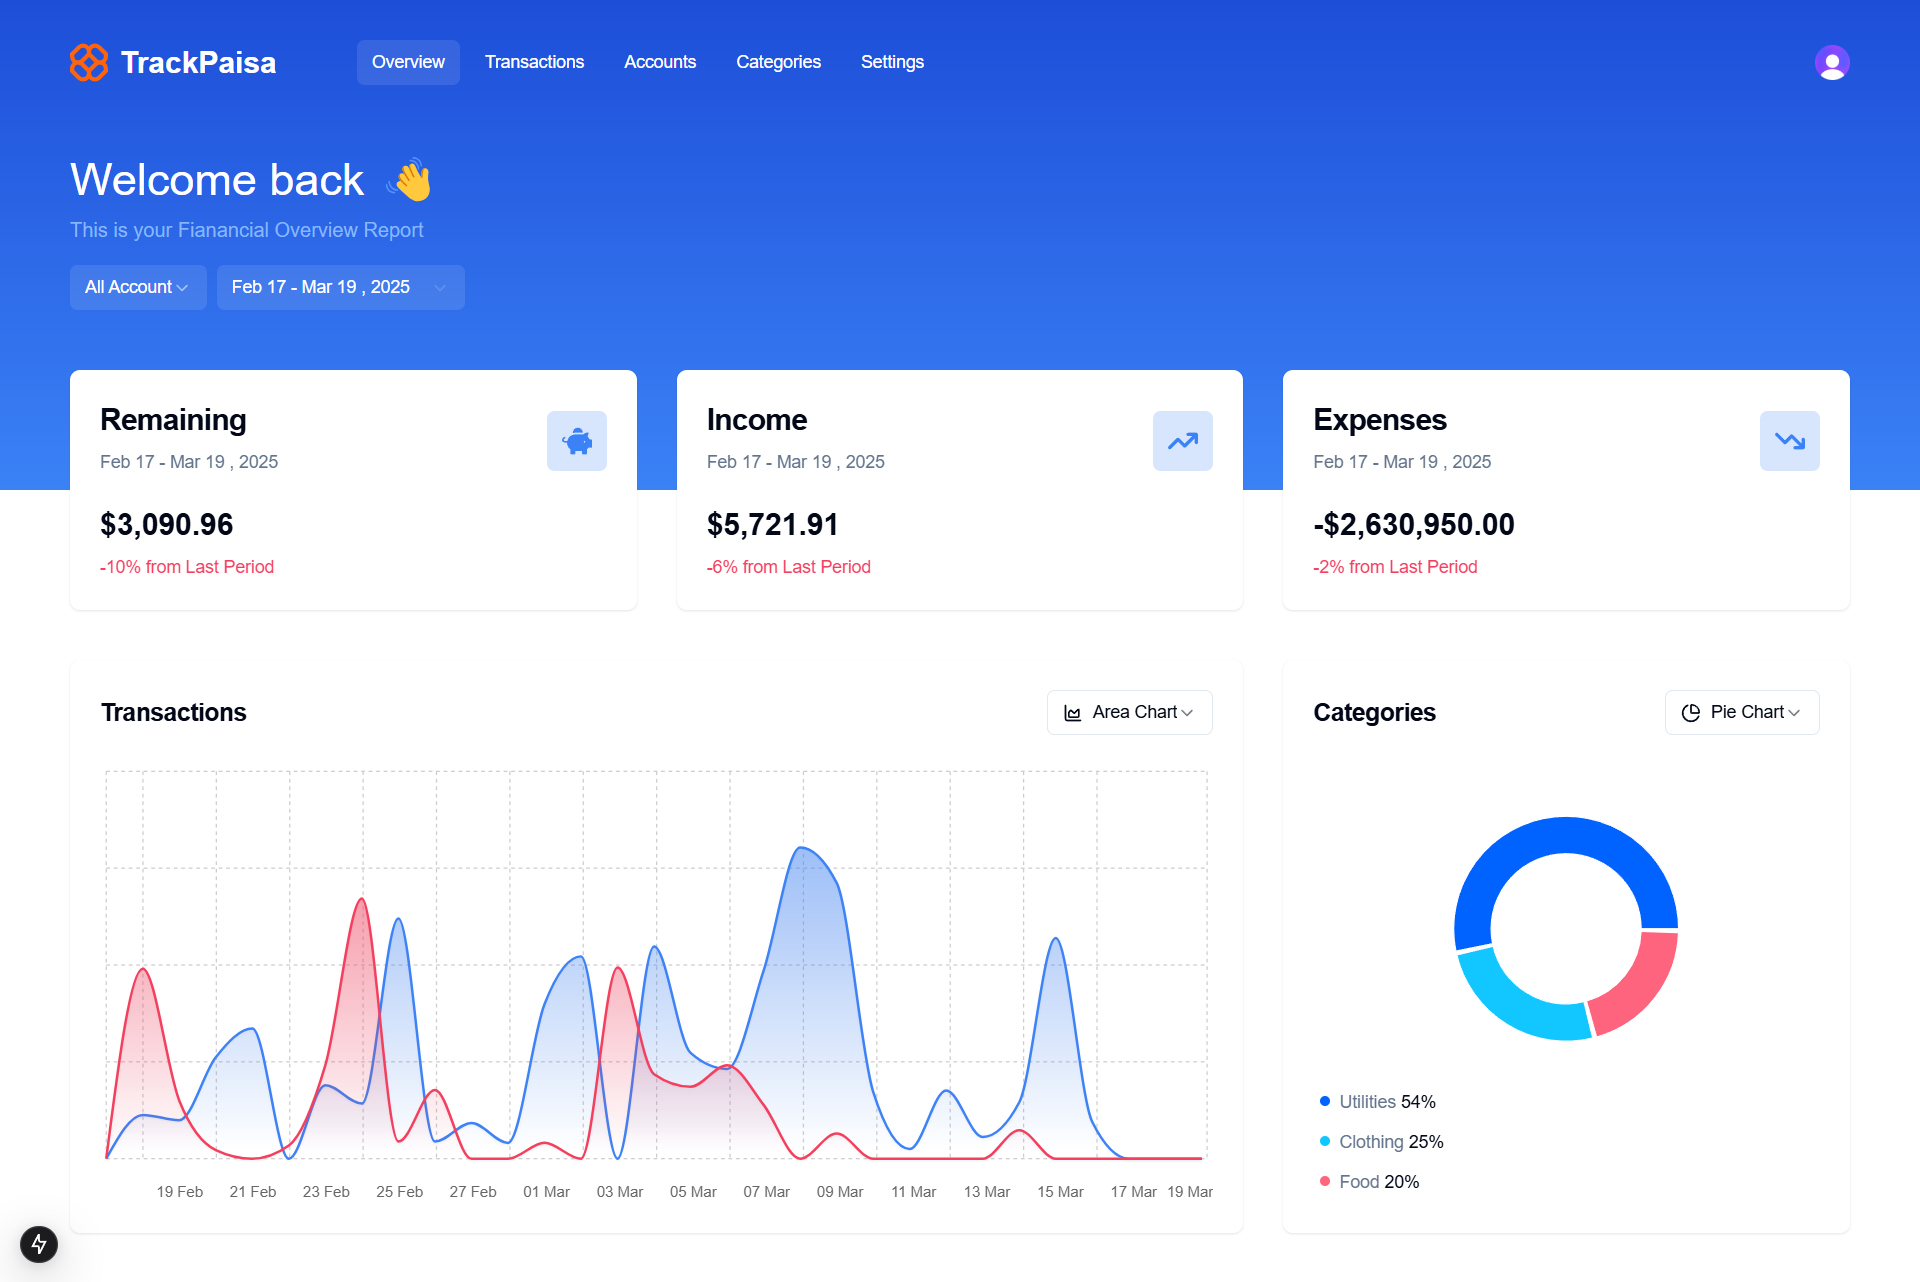 TrackPaisa
Overview
Transactions
Accounts
Categories
Settings
Welcome back 👋
This is your Fianancial Overview Report
All Account
Feb 17 - Mar 19 , 2025
Remaining
Feb 17 - Mar 19 , 2025
$3,090.96
-10% from Last Period
Income
Feb 17 - Mar 19 , 2025
$5,721.91
-6% from Last Period
Expenses
Feb 17 - Mar 19 , 2025
-$2,630,950.00
-2% from Last Period
Transactions
Area Chart
19 Feb
21 Feb
23 Feb
25 Feb
27 Feb
01 Mar
03 Mar
05 Mar
07 Mar
09 Mar
11 Mar
13 Mar
15 Mar
17 Mar
19 Mar
Categories
Pie Chart
Utilities 54%
Clothing 25%
Food 20%